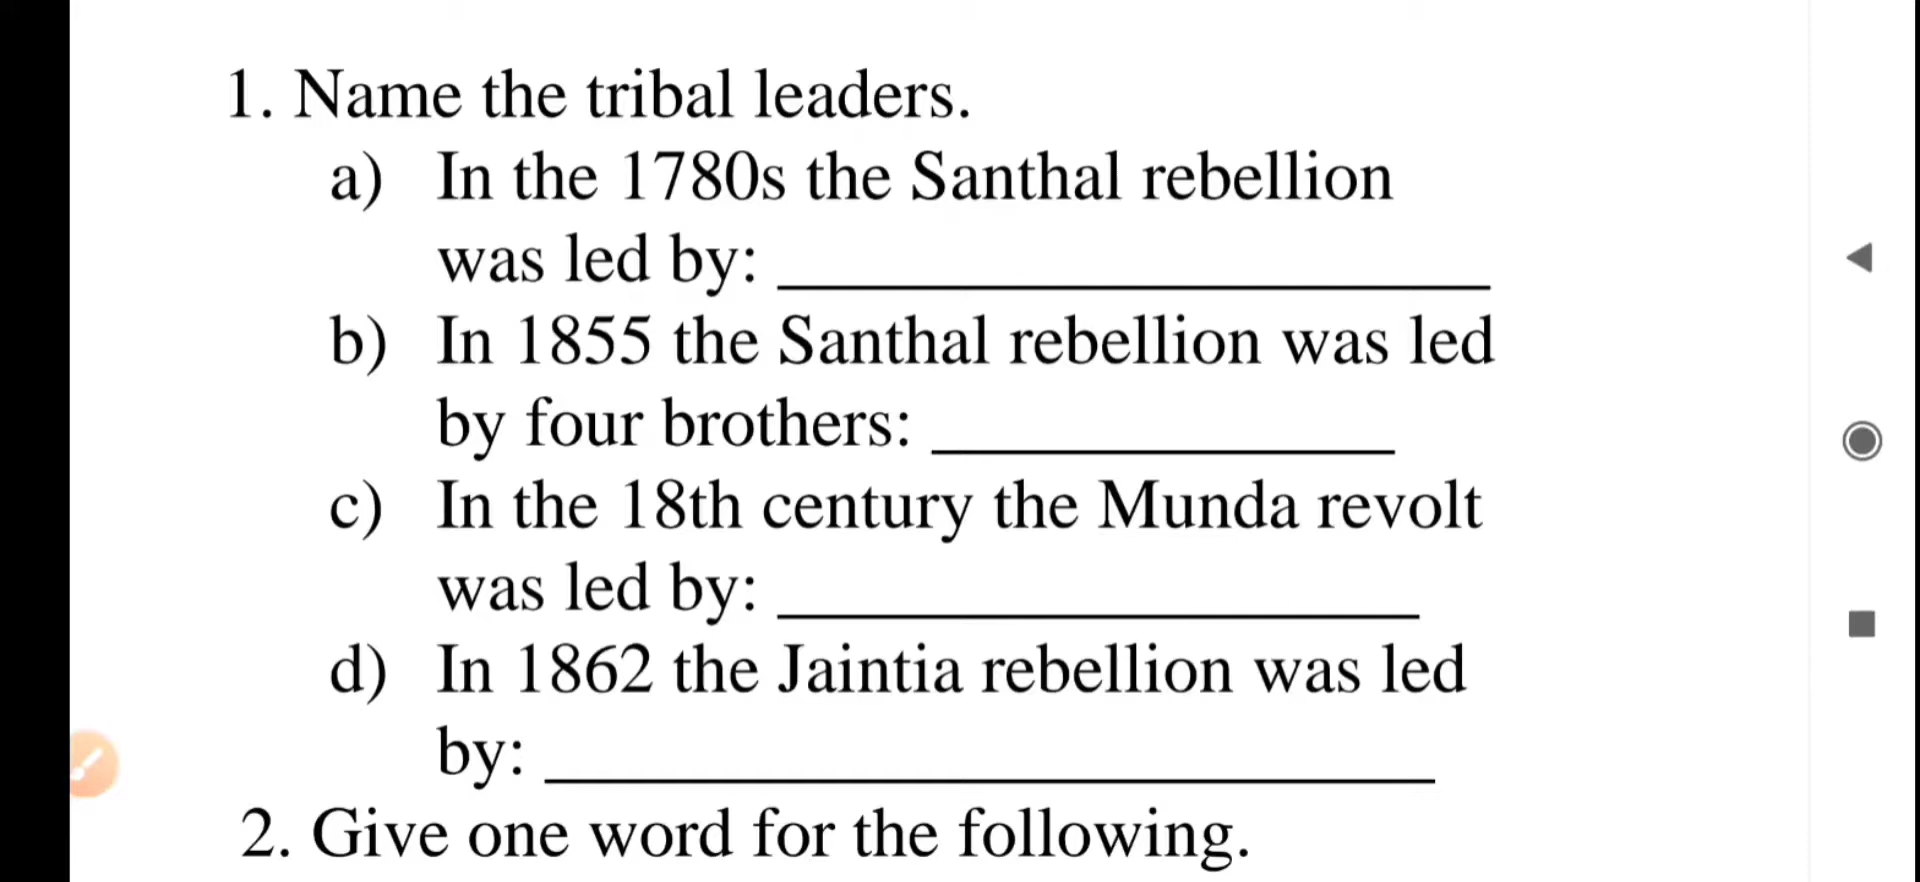 1. Name the tribal leaders.
a) In the 1780s the Santhal rebellion
was led by: ____________________
b) In 1855 the Santhal rebellion was led
by four brothers: _____________
c) In the 18th century the Munda revolt
was led by: __________________
d) In 1862 the Jaintia rebellion was led
by: _________________________
2. Give one word for the following.